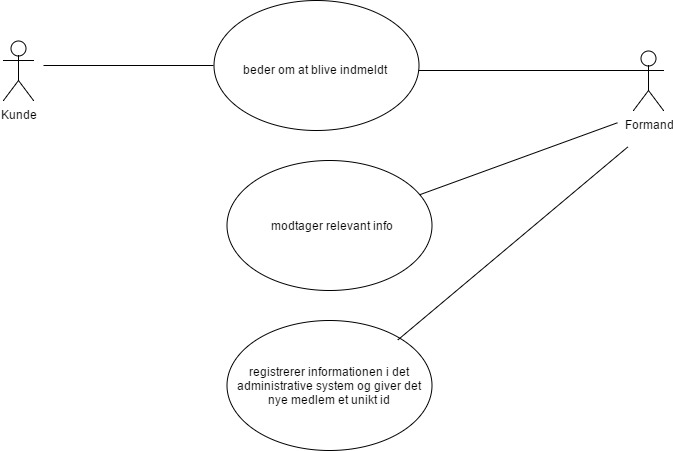 beder om at blive indmeldt
Kunde
Formand
modtager relevant info
registrerer informationen i det
administrative system og giver det
nye medlem et unikt id